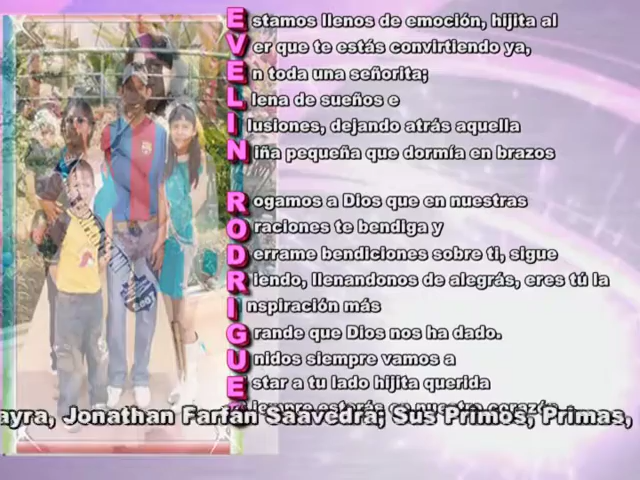 Estamos llenos de emoción, hijita al
Ver que te estás convirtiendo ya,
En toda una señorita;
Llena de sueños e
Ilusiones, dejando atrás aquella
Niña pequeña que dormía en brazos
Rogamos a Dios que en nuestras
Oraciones te bendiga y
Derrame bendiciones sobre ti, sigue
Riendo, llenandonos de alegrás, eres tú la
Inspiración más
Grande que Dios nos ha dado.
Unidos siempre vamos a
Estar a tu lado hijita querida
ayra, Jonathan Farfan Saavedra; Sus Primos, Primas,